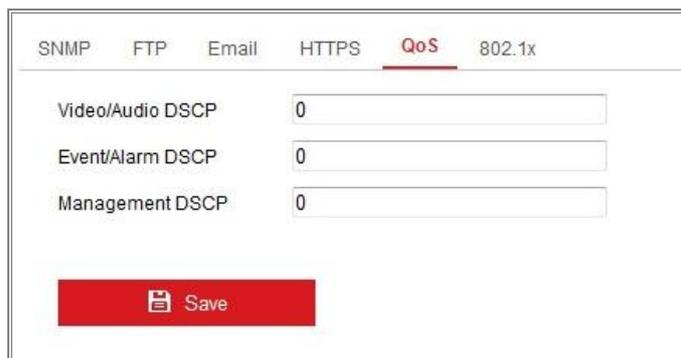 SNMP FTP Email HTTPS QoS 802.1x
Video/Audio DSCP 0
Event/Alarm DSCP 0
Management DSCP 0
Save